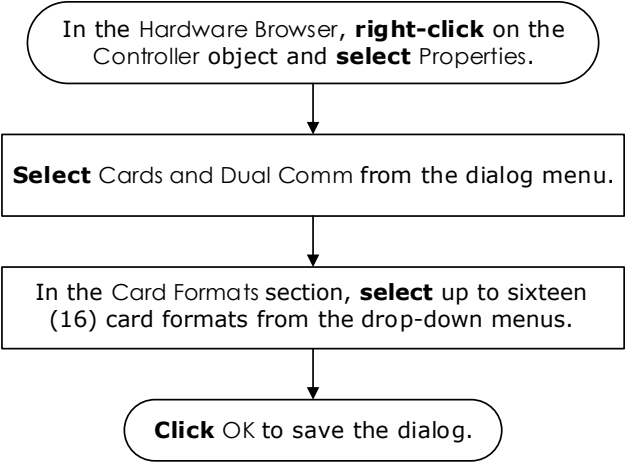 In the Hardware Browser, right-click on the
Controller object and select Properties.
Select Cards and Dual Comm from the dialog menu.
In the Card Formats section, select up to sixteen
(16) card formats from the drop-down menus.
Click OK to save the dialog.